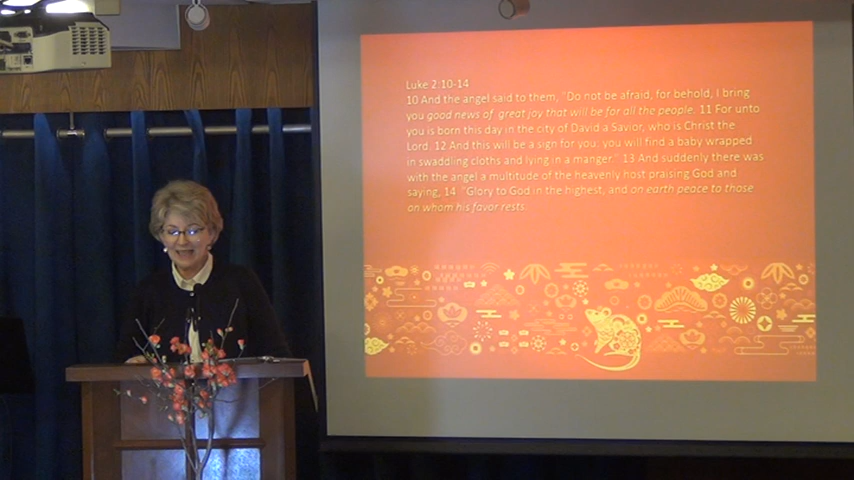 Luke 2:10-14
10 And the angel said to them, "Do not be afraid, for behold, I bring
you good news of great joy that will be for all the people. 11 For unto
you is born this day in the city of David a Savior, who is Christ the
Lord. 12 And this will be a sign for you: you will find a baby wrapped
in swaddling cloths and lying in a manger." 13 And suddenly there was
with the angel a multitude of the heavenly host praising God and
saying, 14 "Glory to God in the highest, and on earth peace to those
on whom his favor rests.